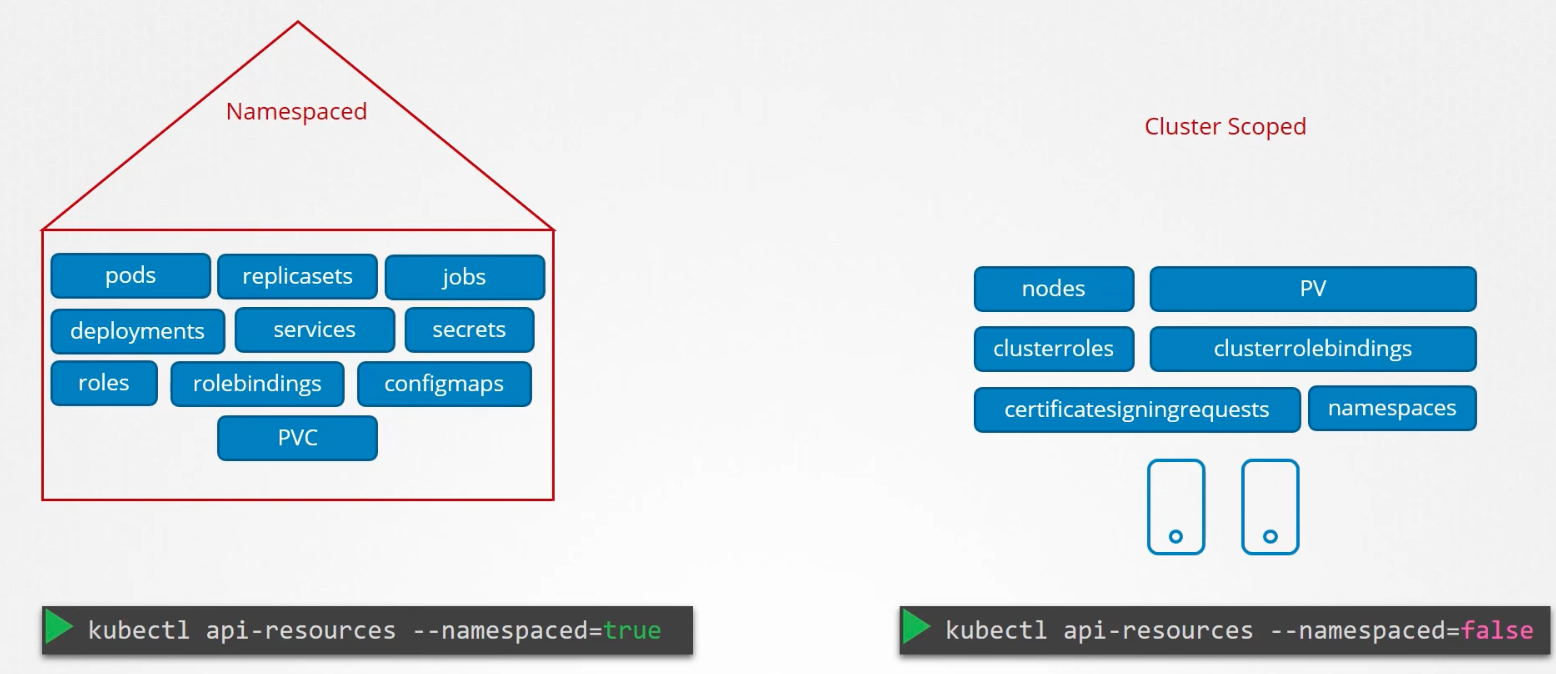 Namespaced
pods replicasets jobs
deployments services secrets
roles rolebindings configmaps
PVC
kubectl api-resources --namespaced=true
Cluster Scoped
nodes PV
clusterroles clusterrolebindings
certificatesigningrequests namespaces
kubectl api-resources --namespaced=false